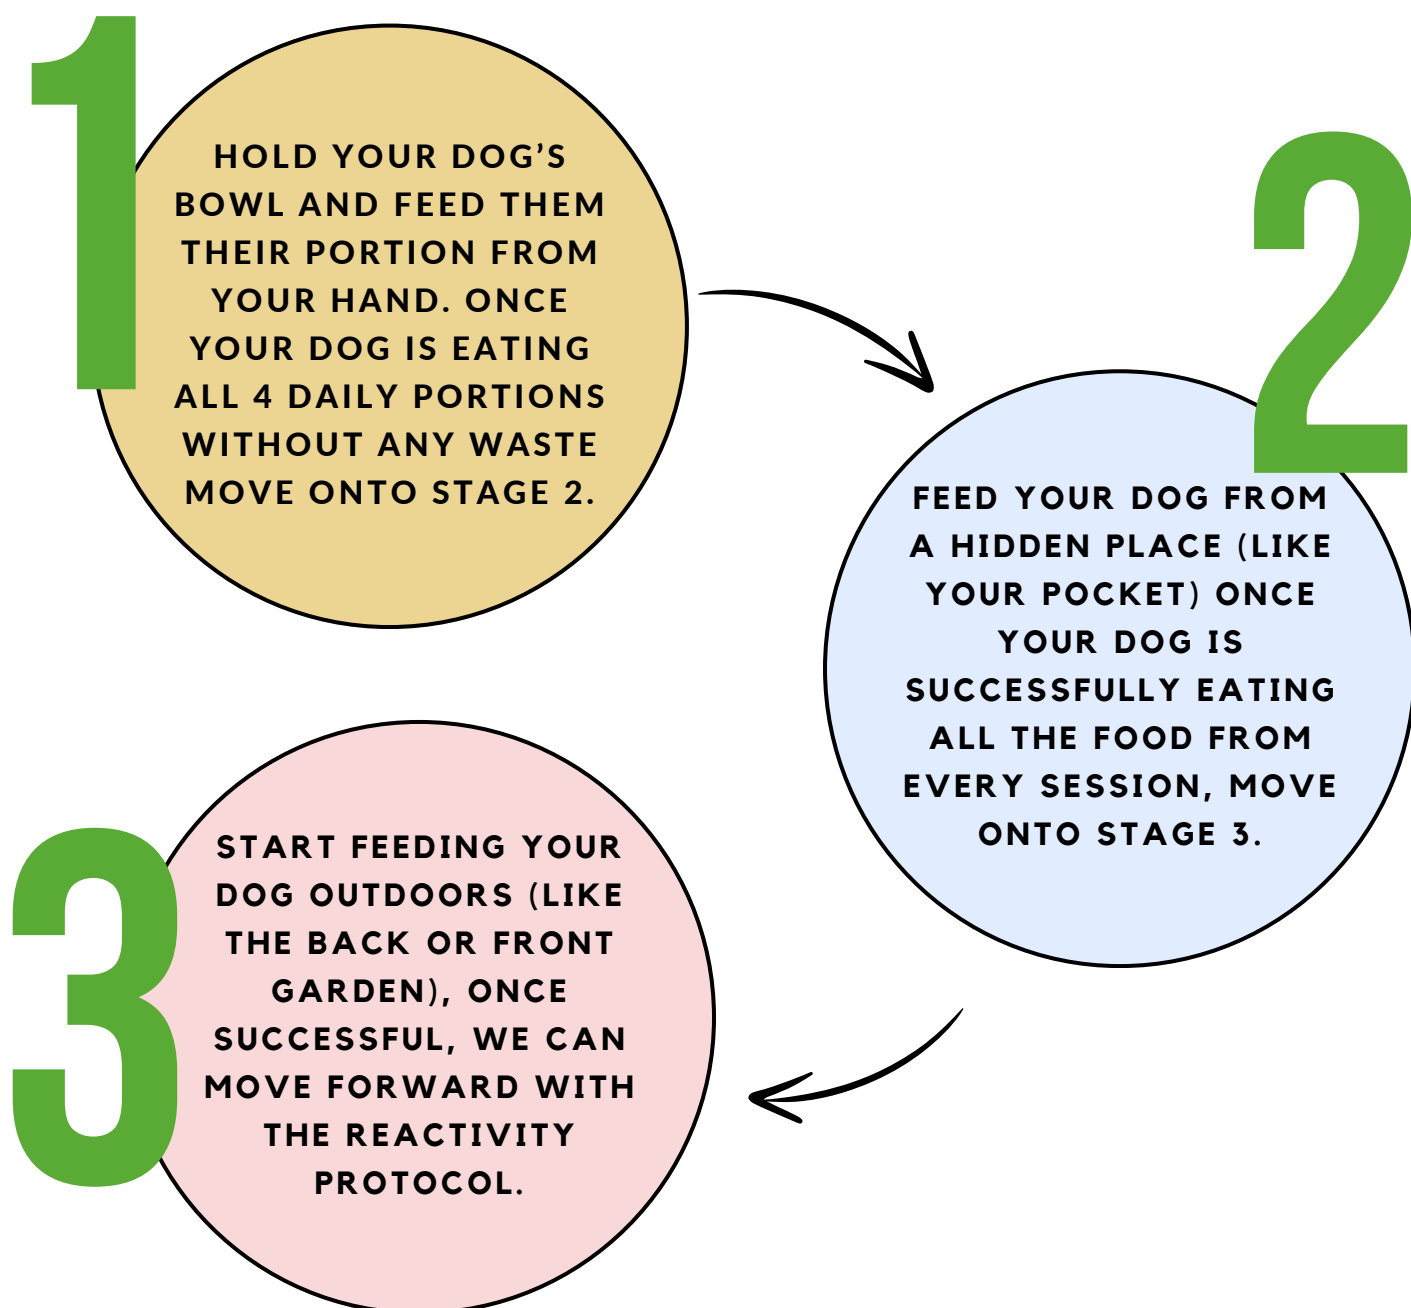 1
HOLD YOUR DOG’S
BOWL AND FEED THEM
THEIR PORTION FROM
YOUR HAND. ONCE
YOUR DOG IS EATING
ALL 4 DAILY PORTIONS
WITHOUT ANY WASTE
MOVE ONTO STAGE 2.
2
FEED YOUR DOG FROM
A HIDDEN PLACE (LIKE
YOUR POCKET) ONCE
YOUR DOG IS
SUCCESSFULLY EATING
ALL THE FOOD FROM
EVERY SESSION, MOVE
ONTO STAGE 3.
3
START FEEDING YOUR
DOG OUTDOORS (LIKE
THE BACK OR FRONT
GARDEN), ONCE
SUCCESSFUL, WE CAN
MOVE FORWARD WITH
THE REACTIVITY
PROTOCOL.